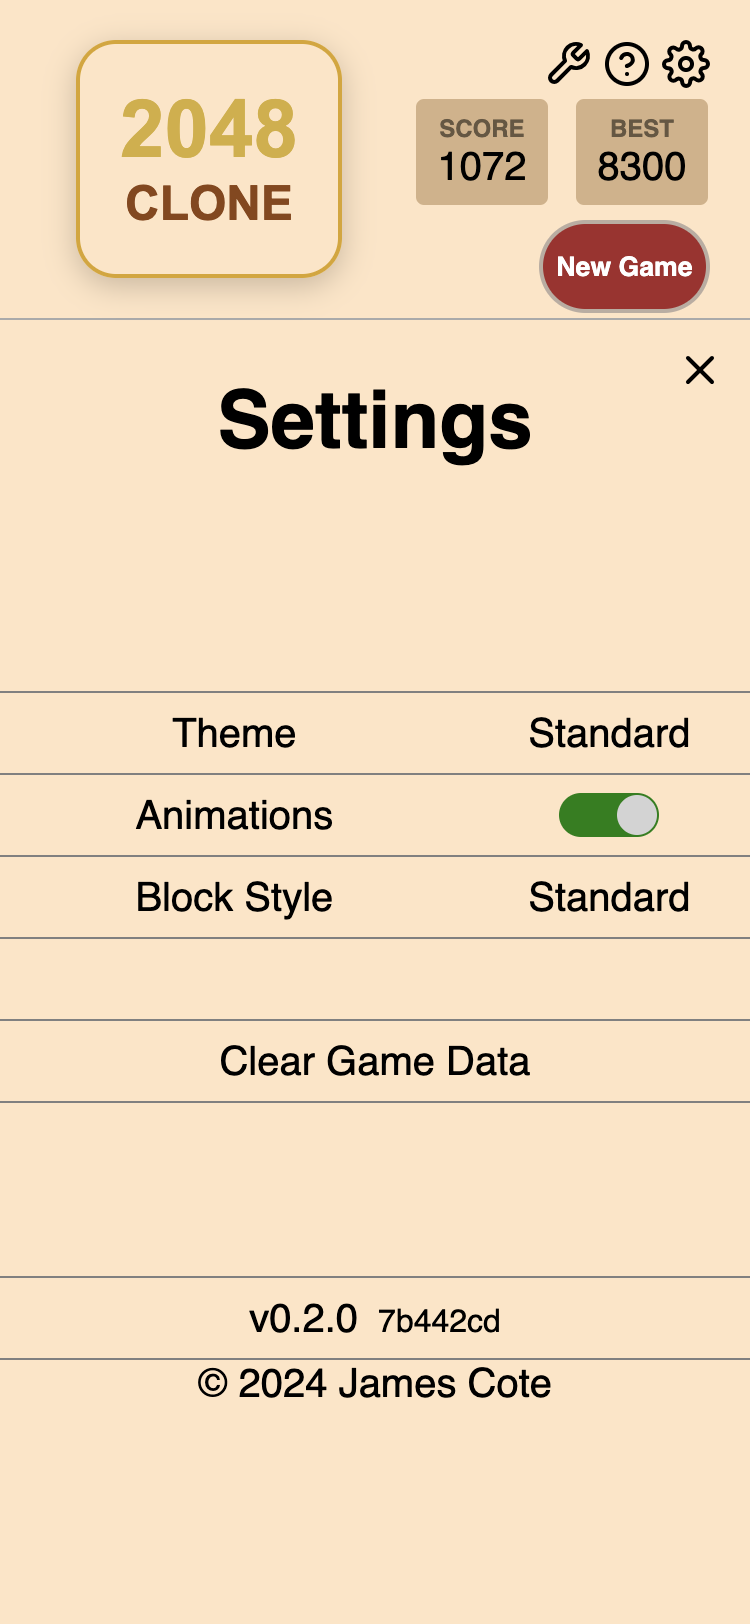 2048
CLONE
SCORE
1072
BEST
8300
New Game
Settings
Theme Standard
Animations
Block Style Standard
Clear Game Data
v0.2.0 7b442cd
© 2024 James Cote